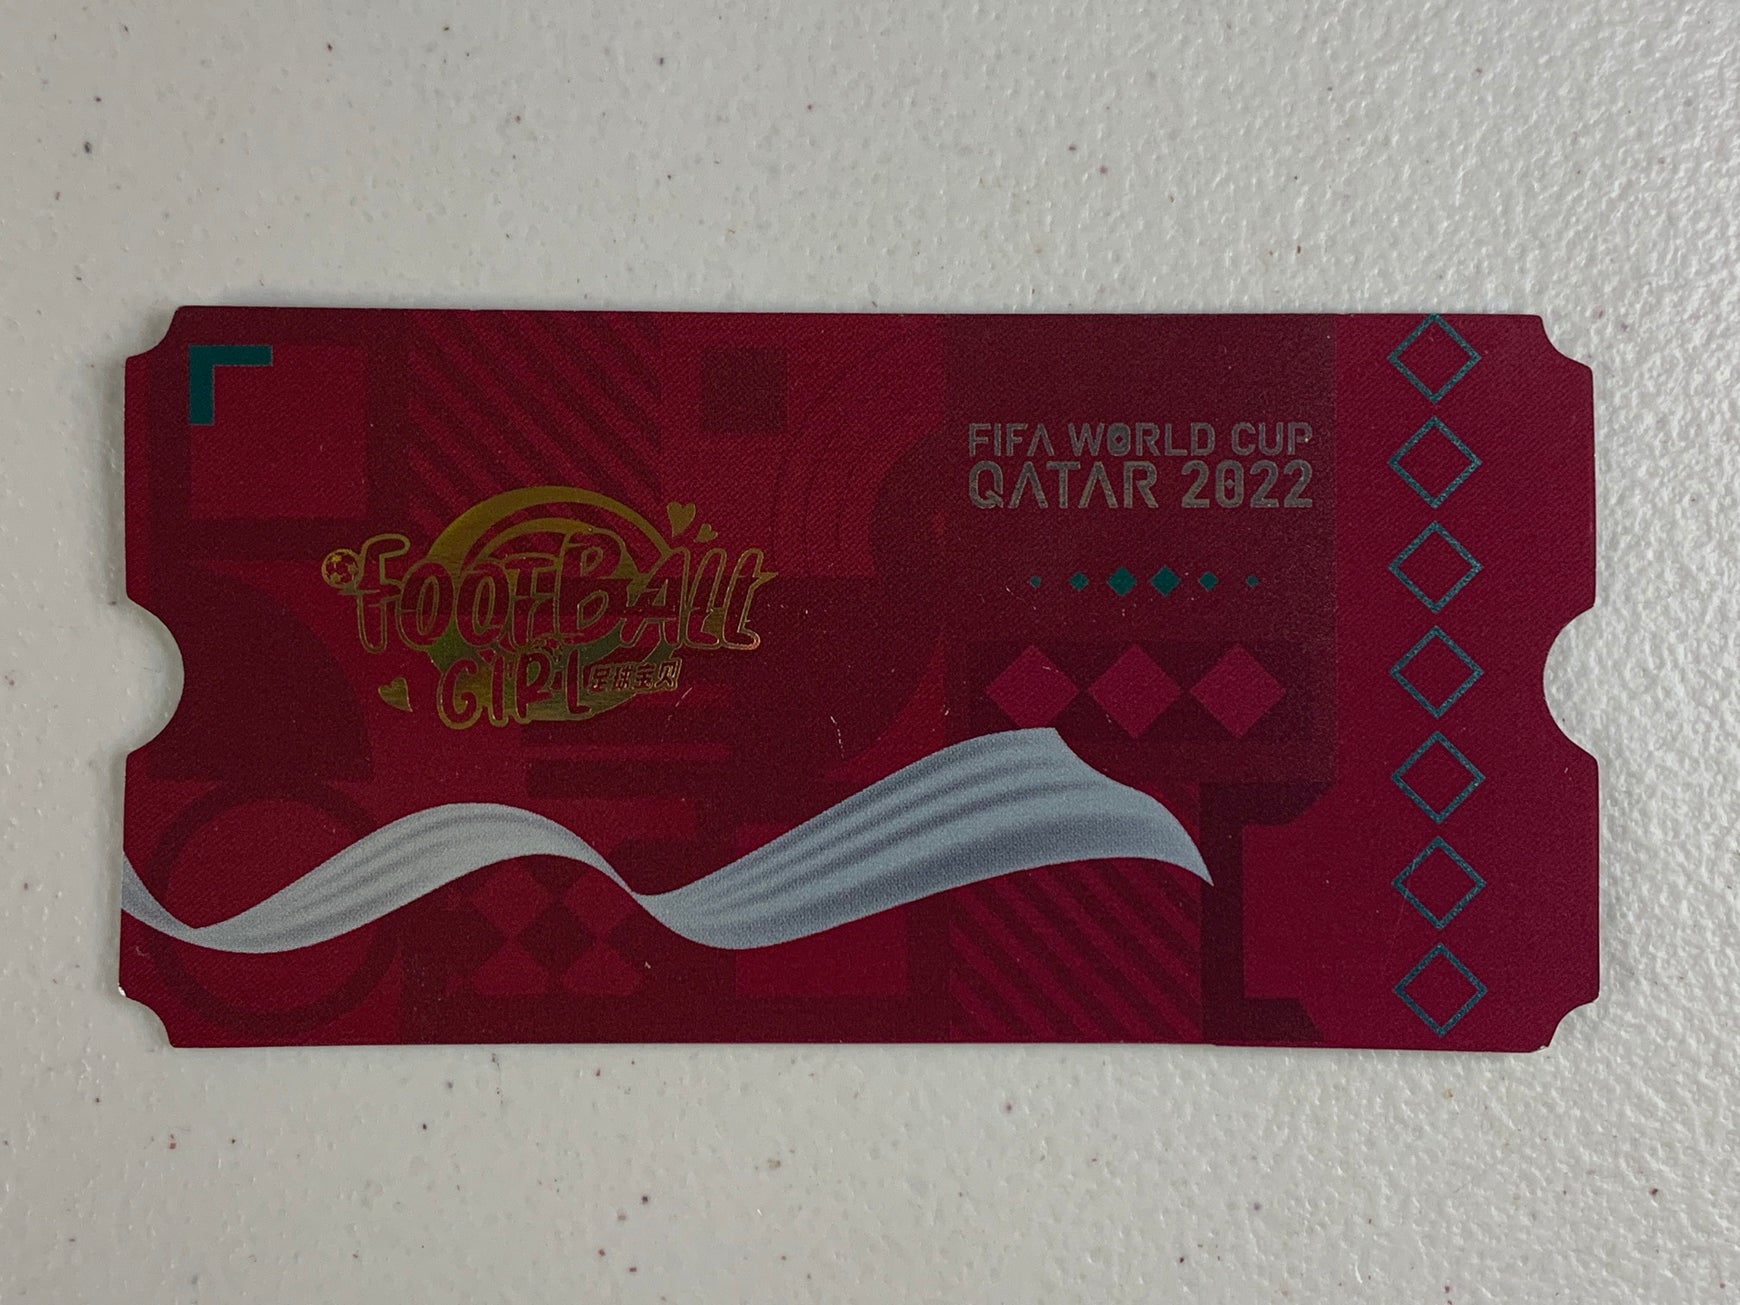 FIFA WORLD CUP
QATAR 2022
FOOTBALL
GIRL 足球宝贝